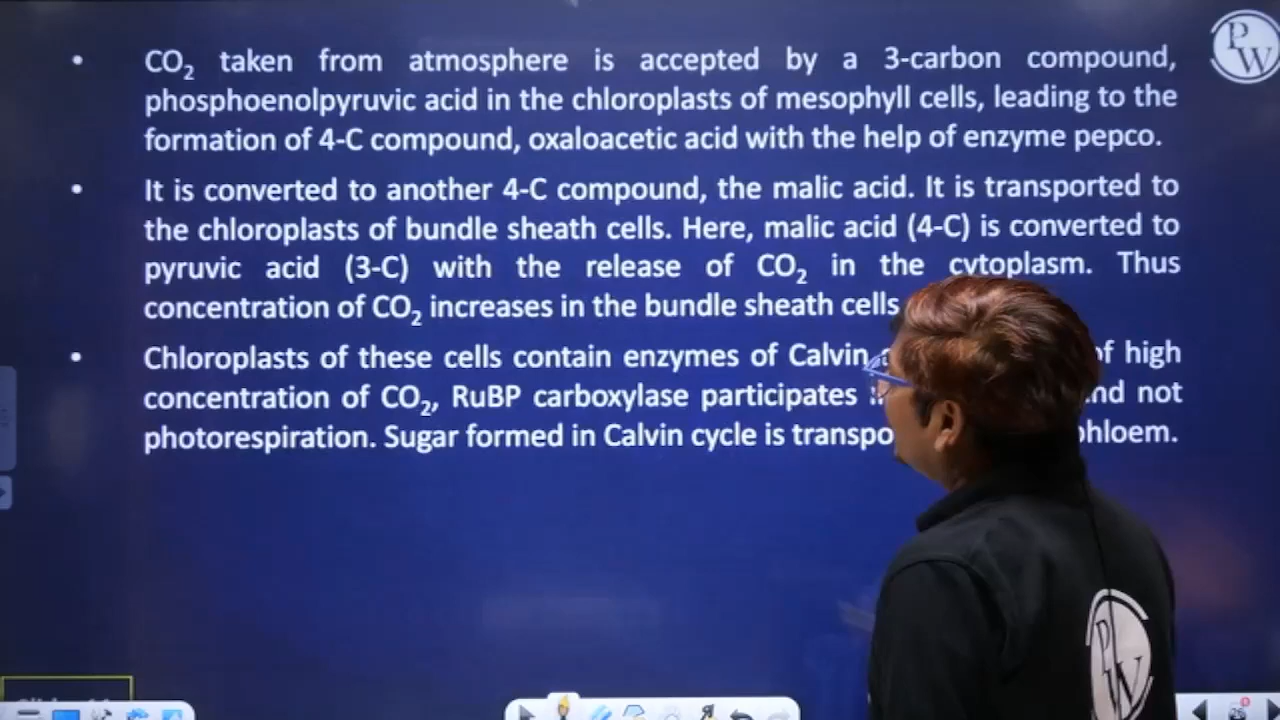 • CO₂ taken from atmosphere is accepted by a 3-carbon compound,
phosphoenolpyruvic acid in the chloroplasts of mesophyll cells, leading to the
formation of 4-C compound, oxaloacetic acid with the help of enzyme pepco.
• It is converted to another 4-C compound, the malic acid. It is transported to
the chloroplasts of bundle sheath cells. Here, malic acid (4-C) is converted to
pyruvic acid (3-C) with the release of CO₂ in the cytoplasm. Thus
concentration of CO₂ increases in the bundle sheath cells
• Chloroplasts of these cells contain enzymes of Calvin of high
concentration of CO₂, RuBP carboxylase participates not
photorespiration. Sugar formed in Calvin cycle is phloem.
PW
PW
26